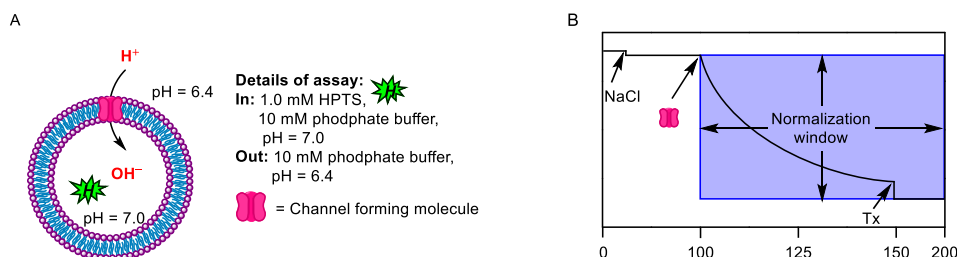 A
H⁺
pH = 6.4
OH⁻
H
pH = 7.0
Details of assay:
H
In: 1.0 mM HPTS,
10 mM phodphate buffer,
pH = 7.0
Out: 10 mM phodphate buffer,
pH = 6.4
= Channel forming molecule
B
NaCl
Normalization
window
Tx
0 100 125 150 200